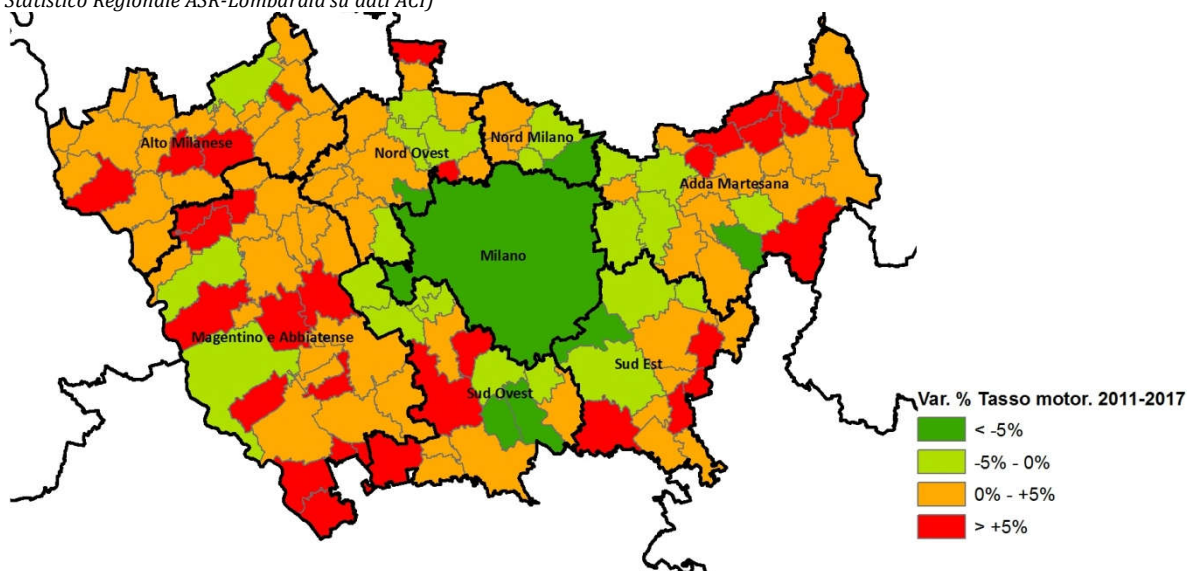 Statistico Regionale ASR-Lombardia su dati ACI)
Alto Milanese
Nord Ovest
Nord Milano
Adda Martesana
Milano
Magentino e Abbiatense
Sud Ovest
Sud Est
Var. % Tasso motor. 2011-2017
< -5%
-5% - 0%
0% - +5%
> +5%